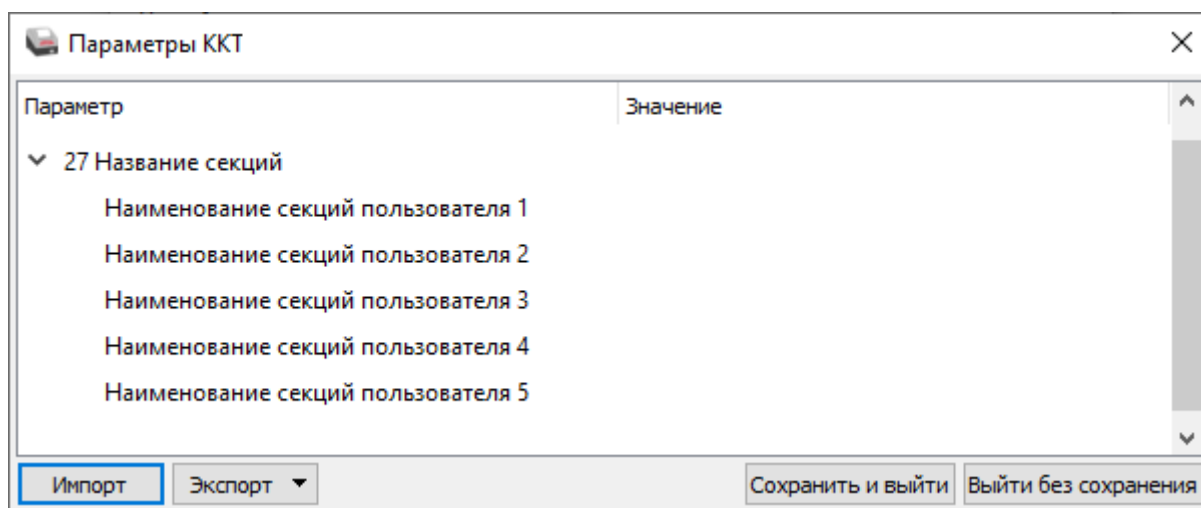 Параметры ККТ
Параметр Значение
27 Название секций
Наименование секций пользователя 1
Наименование секций пользователя 2
Наименование секций пользователя 3
Наименование секций пользователя 4
Наименование секций пользователя 5
Импорт Экспорт Сохранить и выйти Выйти без сохранения